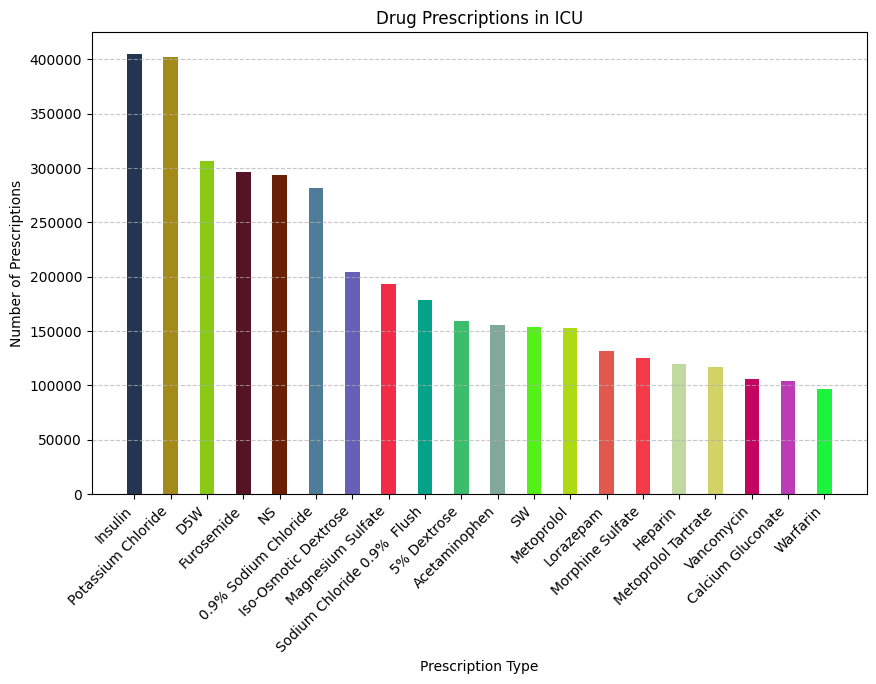 Drug Prescriptions in ICU
Number of Prescriptions
400000
350000
300000
250000
200000
150000
100000
50000
0
Insulin
Potassium Chloride
D5W
Furosemide
NS
0.9% Sodium Chloride
Iso-Osmotic Dextrose
Magnesium Sulfate
Sodium Chloride 0.9%  Flush
5% Dextrose
Acetaminophen
SW
Metoprolol
Lorazepam
Morphine Sulfate
Heparin
Metoprolol Tartrate
Vancomycin
Calcium Gluconate
Warfarin
Prescription Type